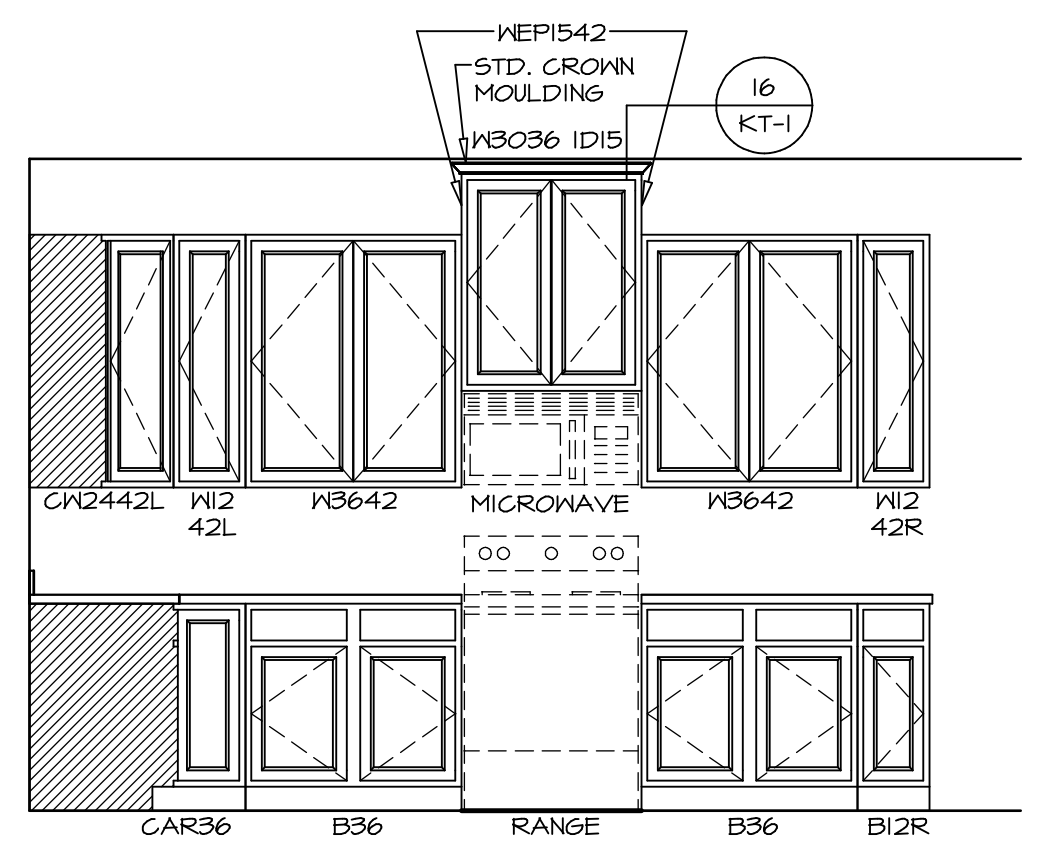 WEP1542
STD. CROWN
MOULDING
16
KT-1
W3036 1D15
CW2442L
W12
42L
W3642
MICROWAVE
W3642
W12
42R
CAR36
B36
RANGE
B36
B12R